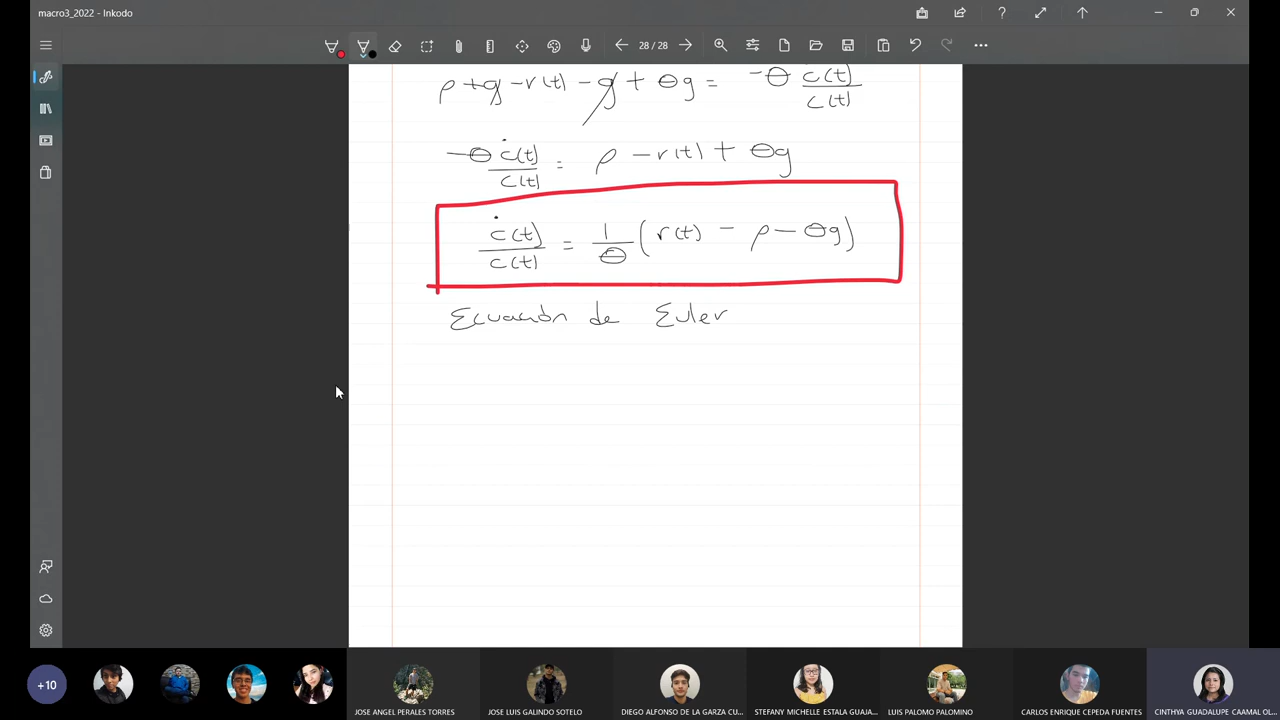 macro3_2022 - Inkodo
28 / 28
ρ + g - r(t) - g + θg = -θ ċ(t)/c(t)
-θ ċ(t)/c(t) = ρ - r(t) + θg
ċ(t)/c(t) = 1/θ (r(t) - ρ - θg)
Ecuación de Euler
+10
JOSE ANGEL PERALES TORRES
JOSE LUIS GALINDO SOTELO
DIEGO ALFONSO DE LA GARZA CU...
STEFANY MICHELLE ESTALA GUAJA...
LUIS PALOMO PALOMINO
CARLOS ENRIQUE CEPEDA FUENTES
CINTHYA GUADALUPE CAAMAL OL...